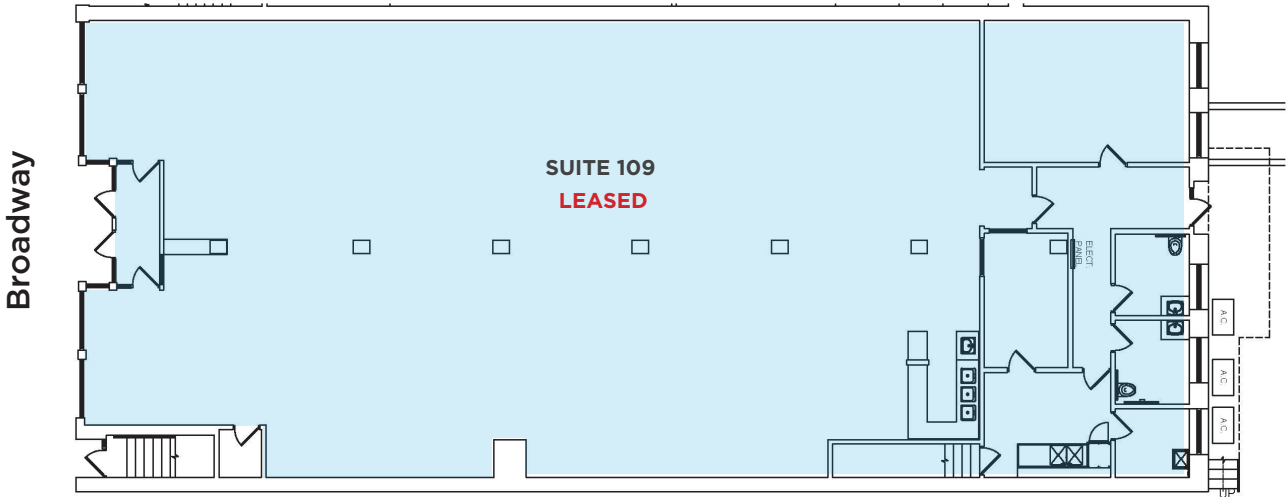 Broadway
SUITE 109
LEASED
ELECT.
PANEL
A.C.
A.C.
A.C.
UP